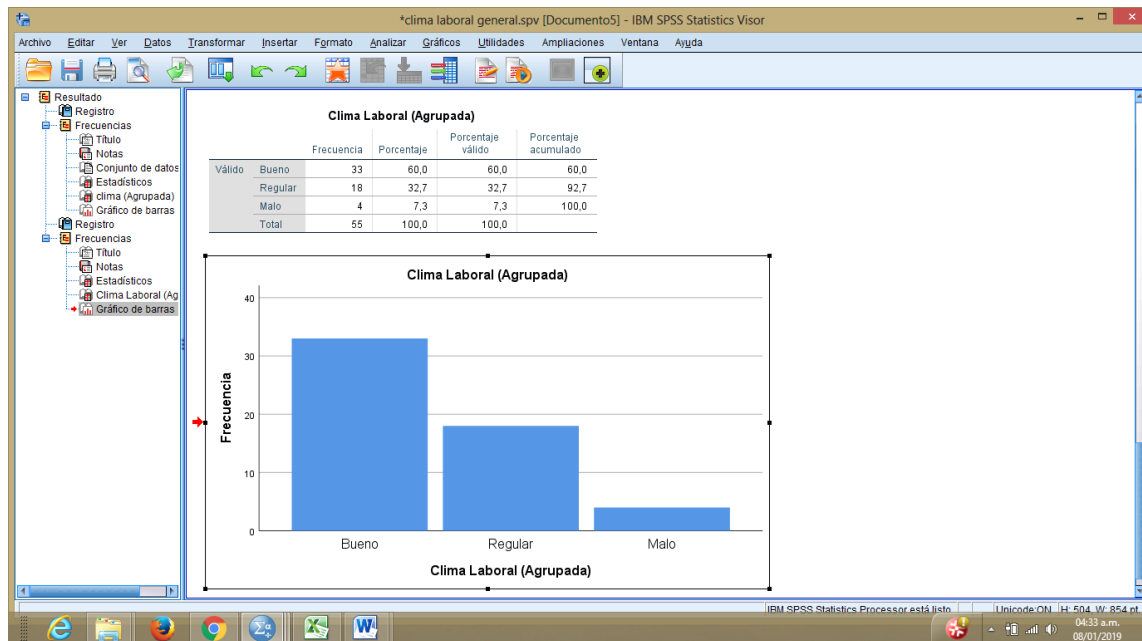 *clima laboral general.spv [Documento5] - IBM SPSS Statistics Visor
Archivo Editar Ver Datos Transformar Insertar Formato Analizar Gráficos Utilidades Ampliaciones Ventana Ayuda
Resultado
Registro
Frecuencias
Título
Notas
Conjunto de datos
Estadísticos
clima (Agrupada)
Gráfico de barras
Registro
Frecuencias
Título
Notas
Estadísticos
Clima Laboral (Ag
Gráfico de barras
Clima Laboral (Agrupada)
Frecuencia Porcentaje Porcentaje válido Porcentaje acumulado
Válido Bueno 33 60,0 60,0 60,0
Regular 18 32,7 32,7 92,7
Malo 4 7,3 7,3 100,0
Total 55 100,0 100,0
Clima Laboral (Agrupada)
Frecuencia
40
30
20
10
0
Bueno Regular Malo
Clima Laboral (Agrupada)
IBM SPSS Statistics Processor está listo Unicode:ON H: 504, W: 854 pt.
04:33 a.m.
08/01/2019